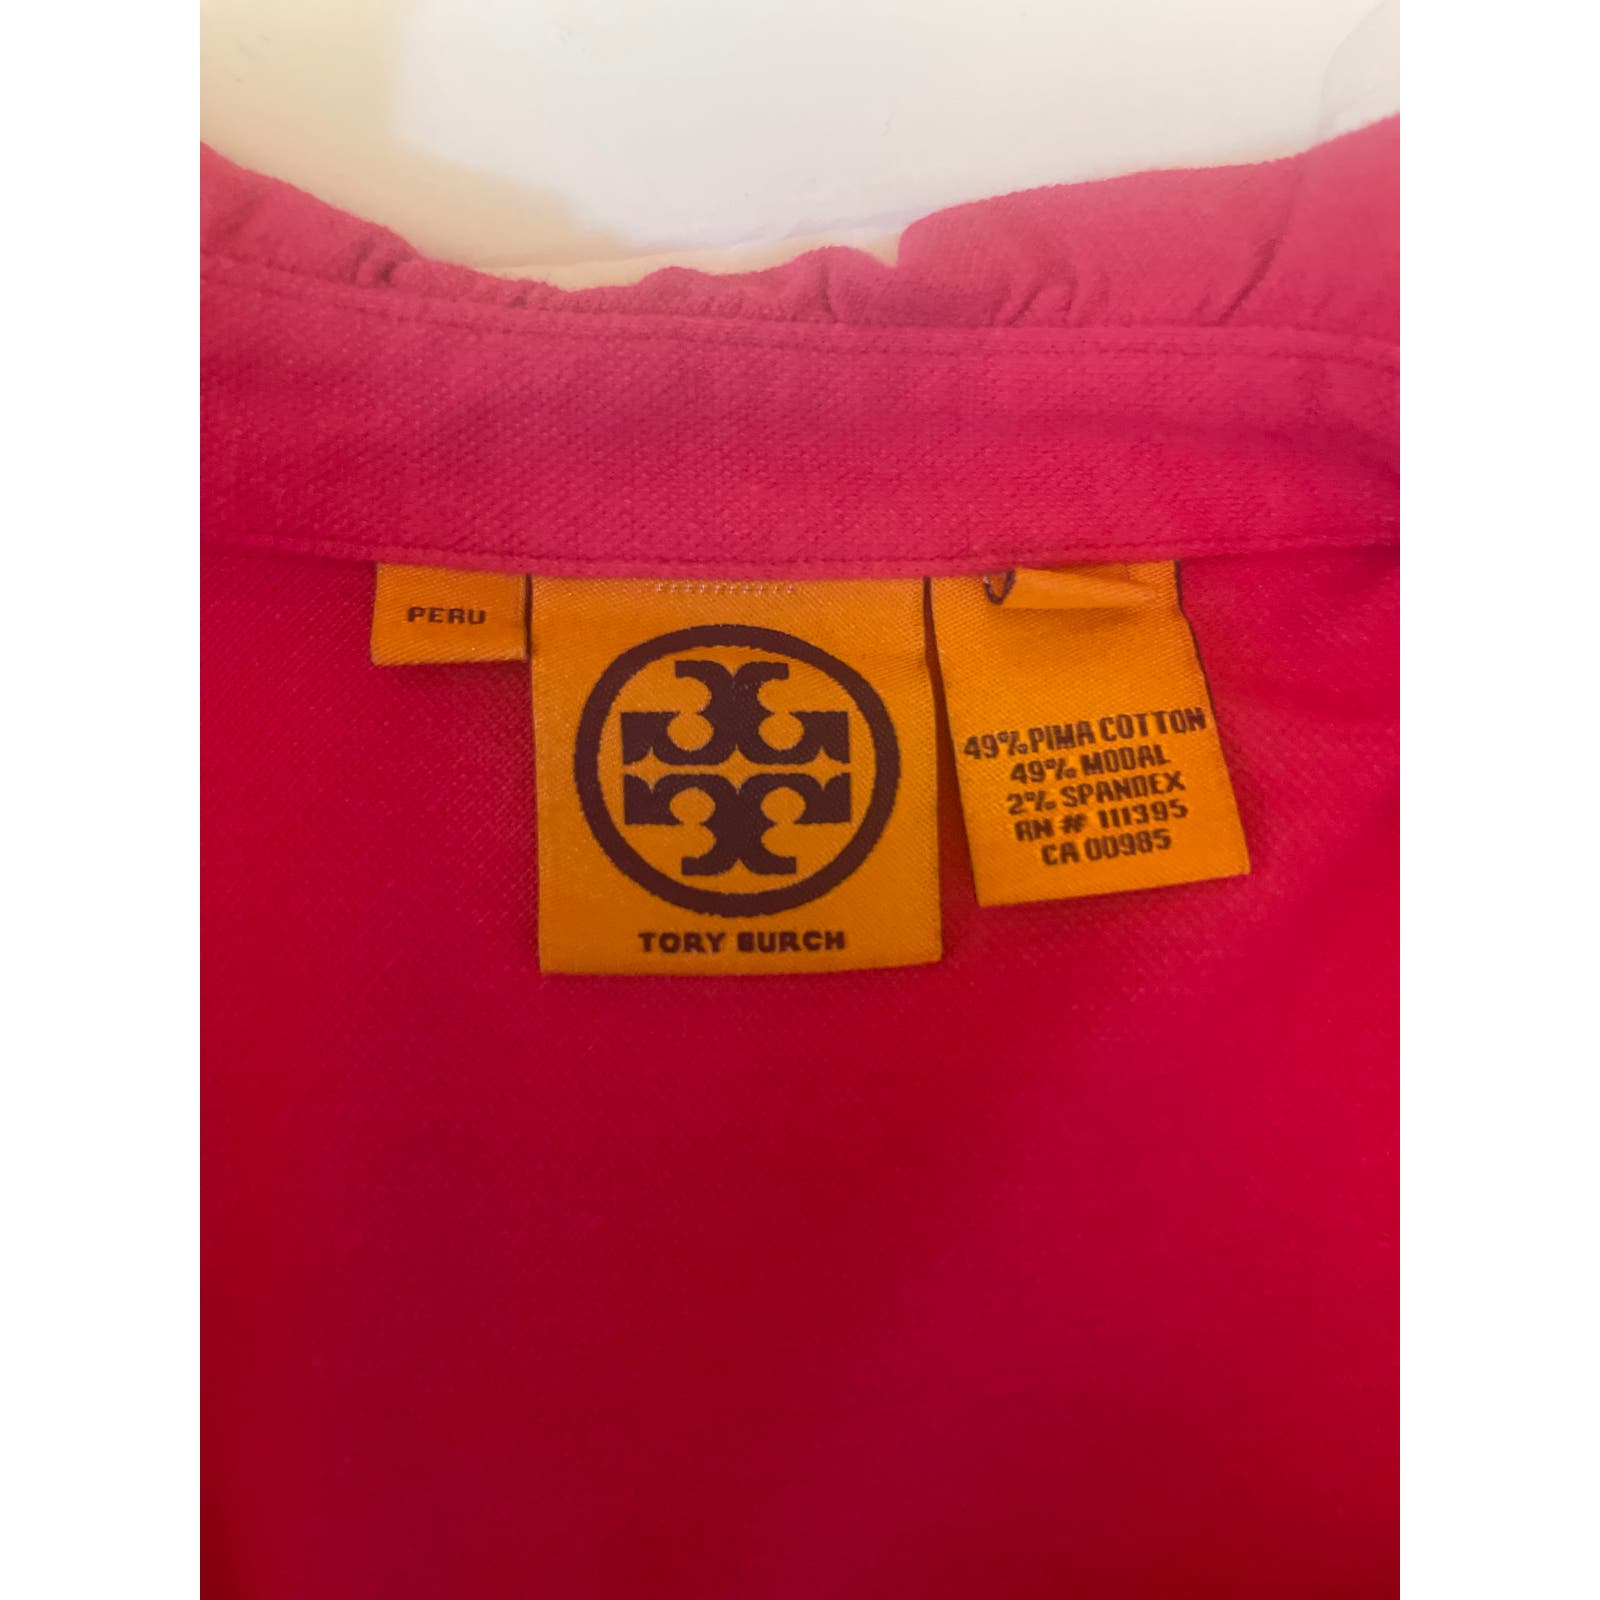 PERU
TORY BURCH
49% PIMA COTTON
49% MODAL
2% SPANDEX
RN # 111395
CA 00985